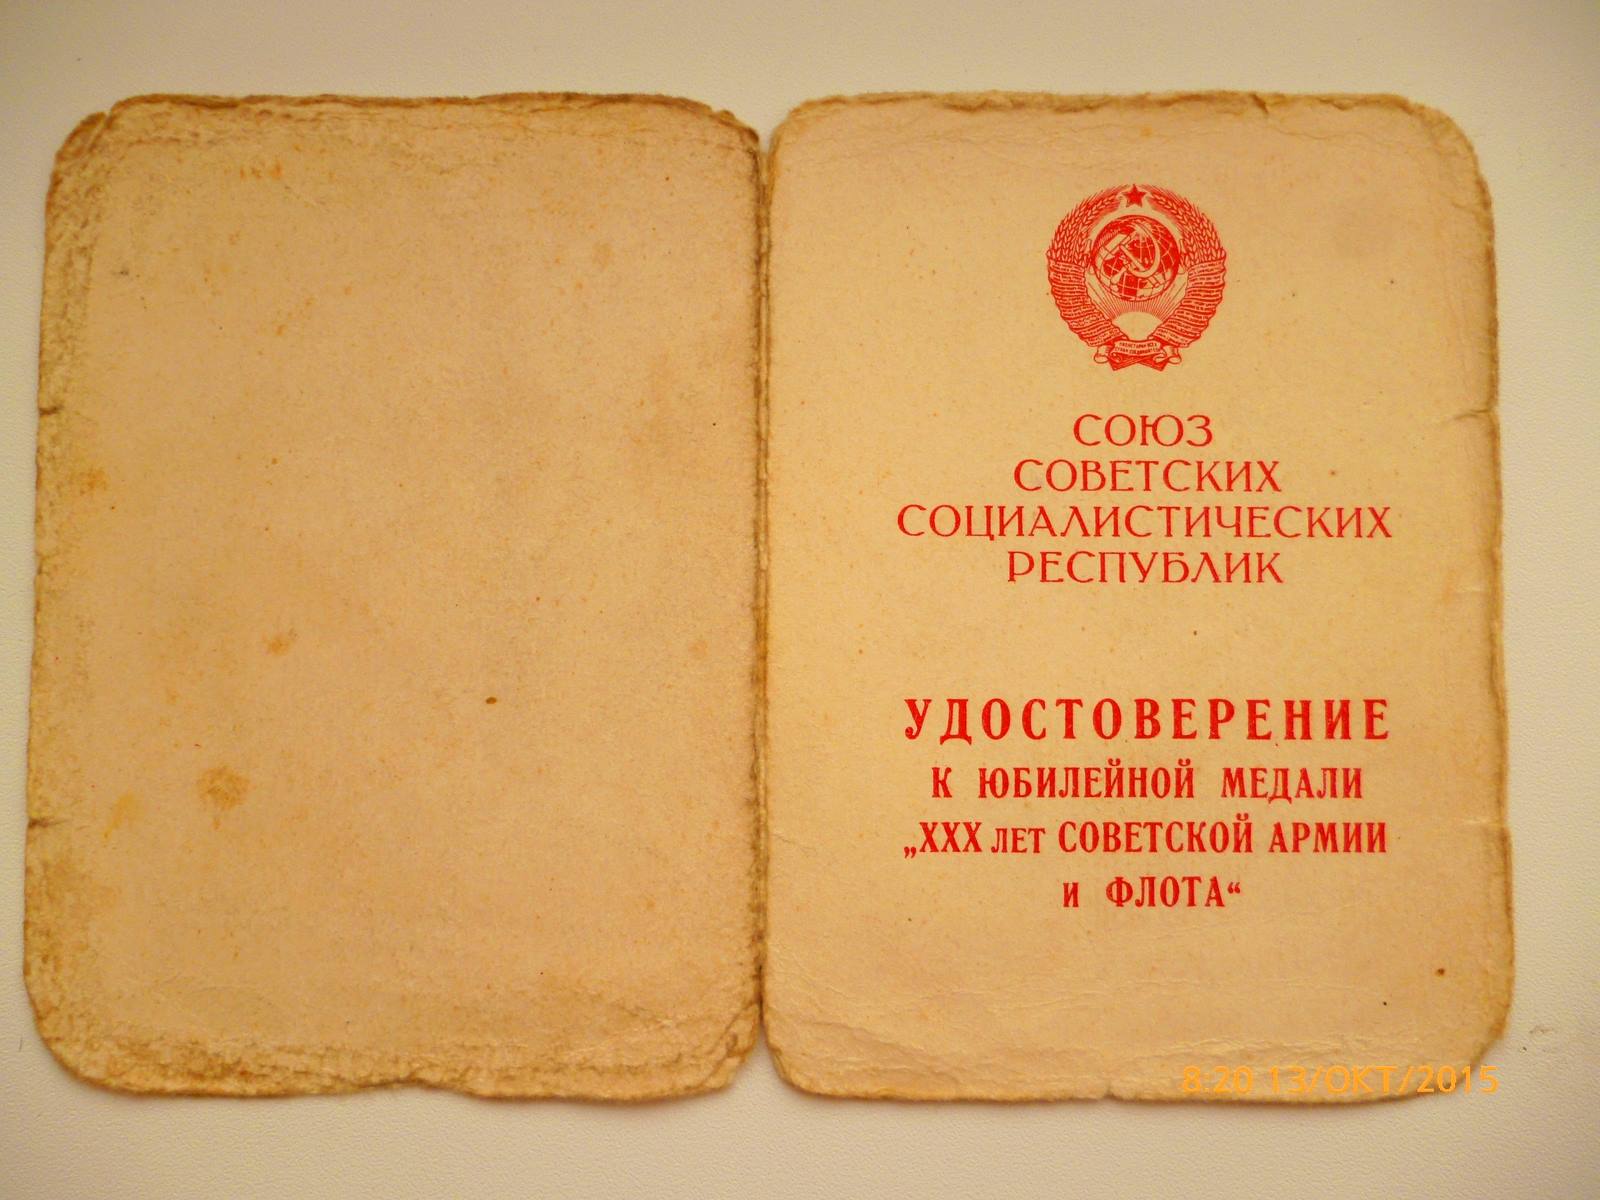 СОЮЗ
СОВЕТСКИХ
СОЦИАЛИСТИЧЕСКИХ
РЕСПУБЛИК
УДОСТОВЕРЕНИЕ
К ЮБИЛЕЙНОЙ МЕДАЛИ
„XXX ЛЕТ СОВЕТСКОЙ АРМИИ
И ФЛОТА“
8:20 13/ОКТ/2015